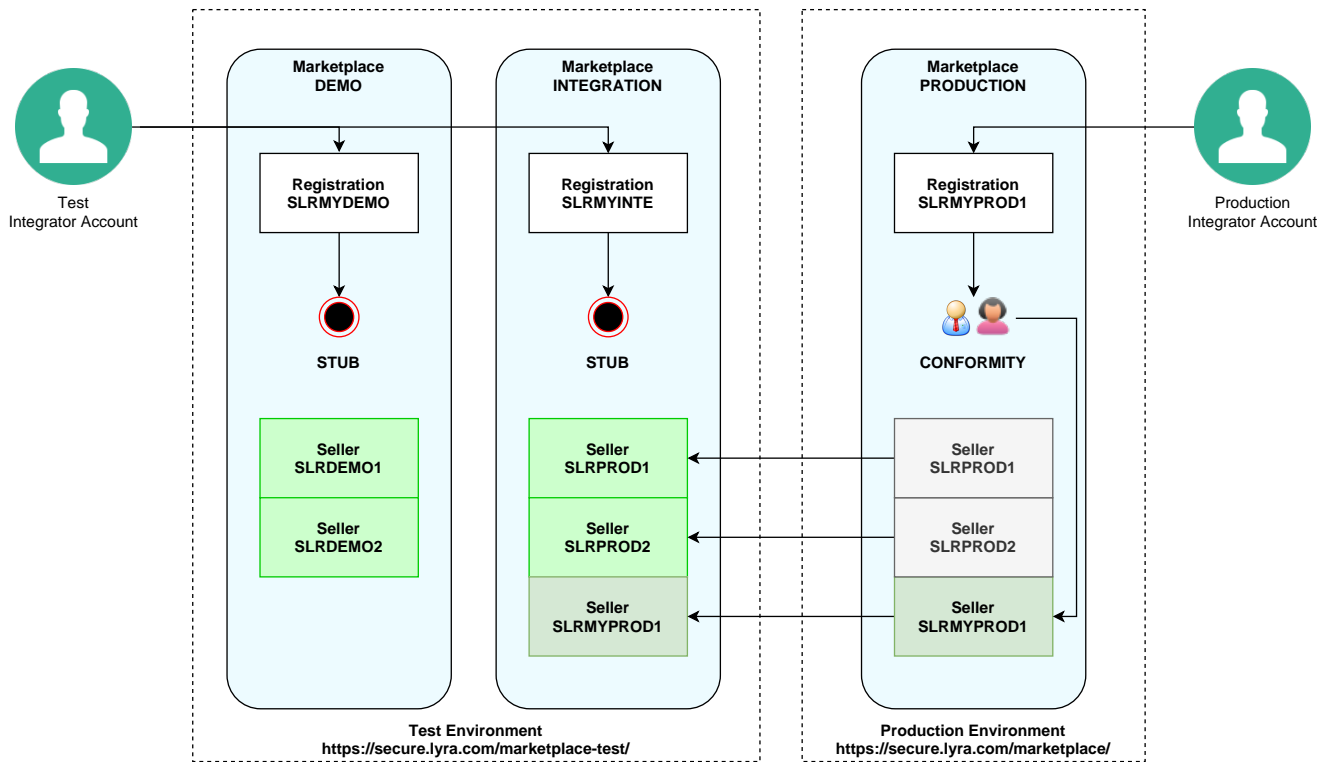 Test
Integrator Account
Marketplace
DEMO
Registration
SLRMYDEMO
STUB
Seller
SLRDEMO1
Seller
SLRDEMO2
Marketplace
INTEGRATION
Registration
SLRMYINTE
STUB
Seller
SLRPROD1
Seller
SLRPROD2
Seller
SLRMYPROD1
Test Environment
https://secure.lyra.com/marketplace-test/
Marketplace
PRODUCTION
Registration
SLRMYPROD1
CONFORMITY
Seller
SLRPROD1
Seller
SLRPROD2
Seller
SLRMYPROD1
Production Environment
https://secure.lyra.com/marketplace/
Production
Integrator Account